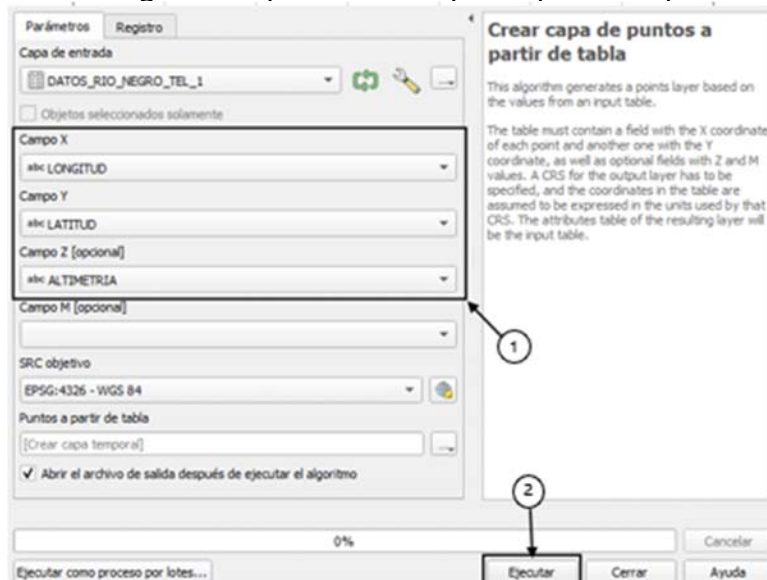 Parámetros
Registro
Capa de entrada
DATOS_RIO_NEGRO_TEL_1
Objetos seleccionados solamente
Campo X
abc LONGITUD
Campo Y
abc LATITUD
Campo Z [opcional]
abc ALTIMETRIA
Campo M [opcional]
SRC objetivo
EPSG:4326 - WGS 84
Puntos a partir de tabla
[Crear capa temporal]
Abrir el archivo de salida después de ejecutar el algoritmo
Crear capa de puntos a
partir de tabla
This algorithm generates a points layer based on
the values from an input table.
The table must contain a field with the X coordinate
of each point and another one with the Y
coordinate, as well as optional fields with Z and M
values. A CRS for the output layer has to be
specified, and the coordinates in the table are
assumed to be expressed in the units used by that
CRS. The attributes table of the resulting layer will
be the input table.
1
2
0%
Cancelar
Ejecutar como proceso por lotes...
Ejecutar
Cerrar
Ayuda